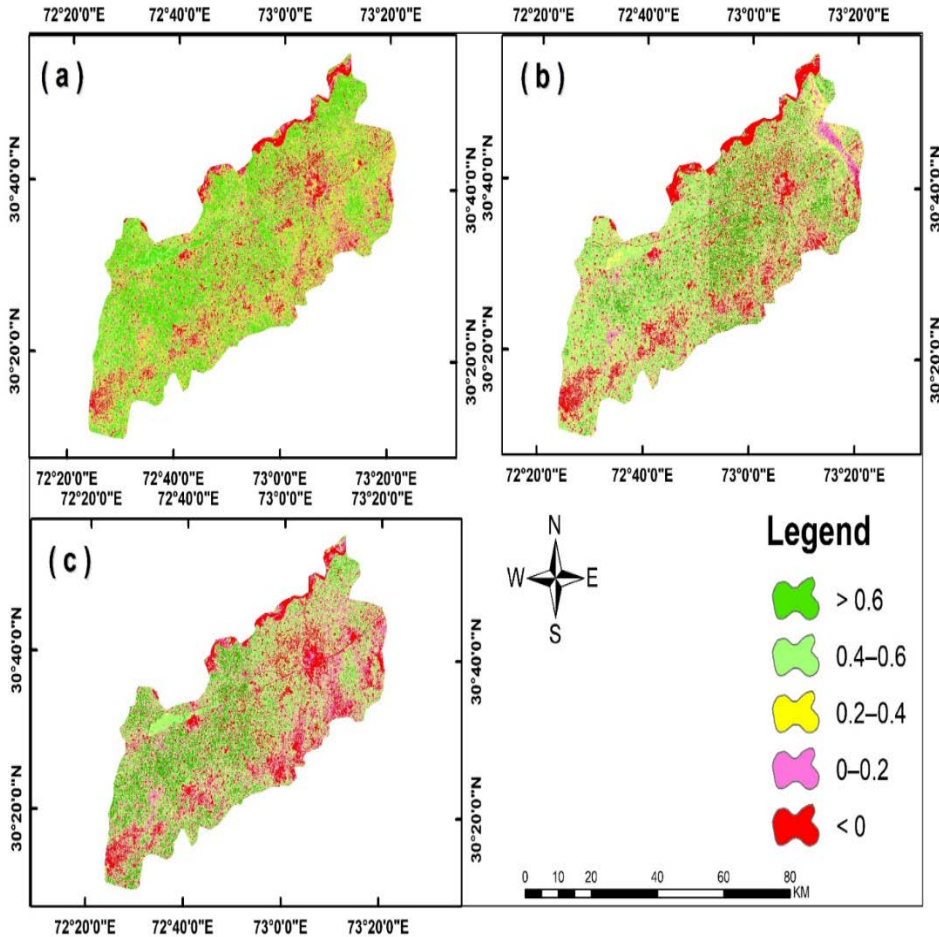 72°20'0"E 72°40'0"E 73°0'0"E 73°20'0"E
72°20'0"E 72°40'0"E 73°0'0"E 73°20'0"E
( a )
( b )
30°40'0"N 30°40'0"N 30°40'0"N 30°40'0"N
30°20'0"N 30°20'0"N 30°20'0"N 30°20'0"N
72°20'0"E 72°40'0"E 73°0'0"E 73°20'0"E
72°20'0"E 72°40'0"E 73°0'0"E 73°20'0"E
72°20'0"E 72°40'0"E 73°0'0"E 73°20'0"E
( c )
30°40'0"N 30°40'0"N
30°20'0"N 30°20'0"N
72°20'0"E 72°40'0"E 73°0'0"E 73°20'0"E
N
W E
S
Legend
> 0.6
0.4–0.6
0.2–0.4
0–0.2
< 0
0 10 20 40 60 80
KM